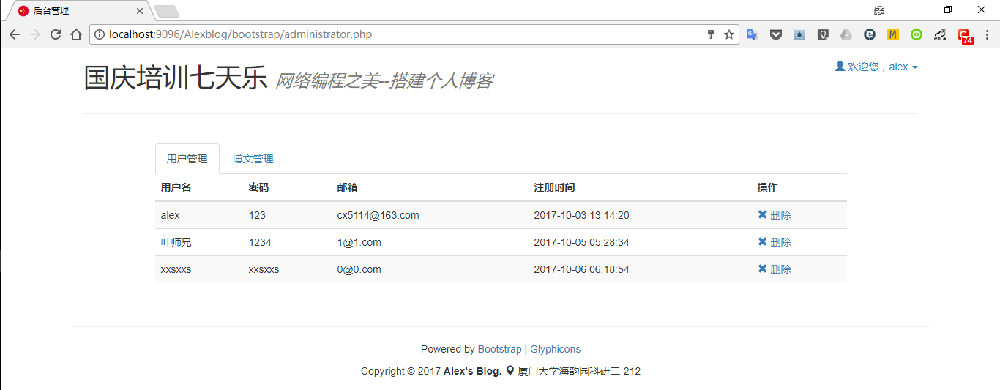 后台管理
localhost:9096/Alexblog/bootstrap/administrator.php
74
国庆培训七天乐 网络编程之美--搭建个人博客
欢迎您，alex
用户管理 博文管理
用户名 密码 邮箱 注册时间 操作
alex 123 cx5114@163.com 2017-10-03 13:14:20 删除
叶师兄 1234 1@1.com 2017-10-05 05:28:34 删除
xxsxxs xxsxxs 0@0.com 2017-10-06 06:18:54 删除
Powered by Bootstrap | Glyphicons
Copyright © 2017 Alex's Blog. 厦门大学海韵园科研二-212